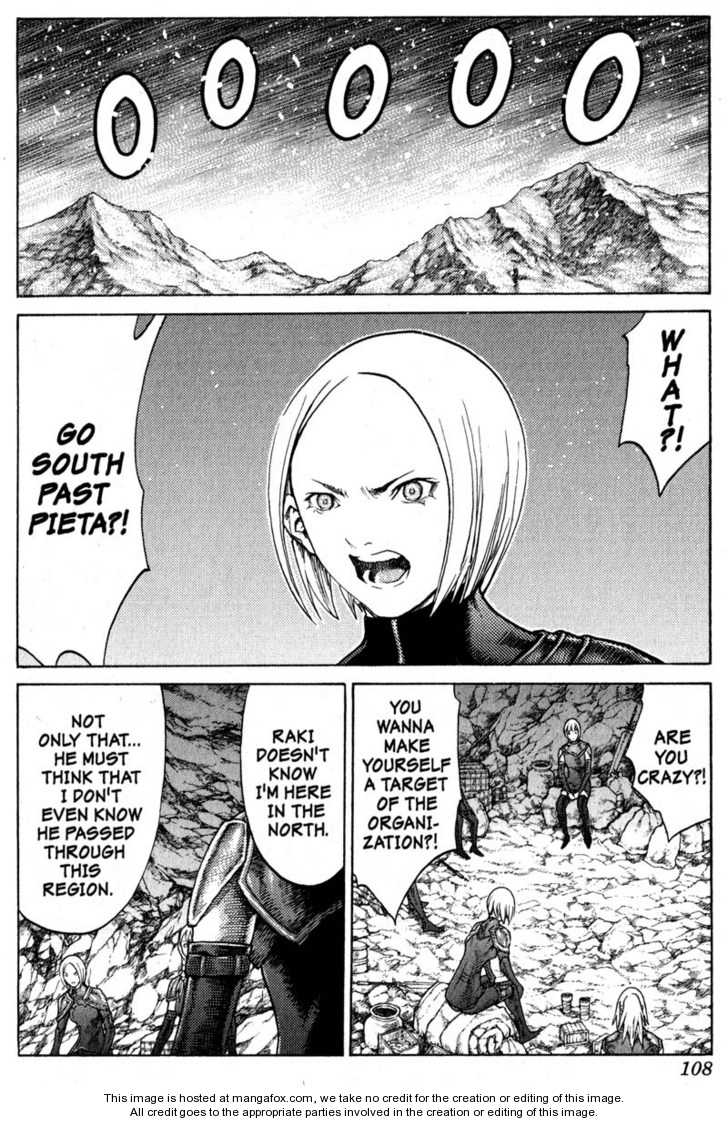 OOOOO
WHAT?!
GO
SOUTH
PAST
PIETA?!
ARE
YOU
CRAZY?!
YOU
WANNA
MAKE
YOURSELF
A TARGET
OF THE
ORGANI-
ZATION?!
RAKI
DOESN'T
KNOW
I'M HERE
IN THE
NORTH.
NOT
ONLY THAT...
HE MUST
THINK THAT
I DON'T
EVEN KNOW
HE PASSED
THROUGH
THIS
REGION.
108
This image is hosted at mangafox.com, we take no credit for the creation or editing of this image.
All credit goes to the appropriate parties involved in the creation or editing of this image.